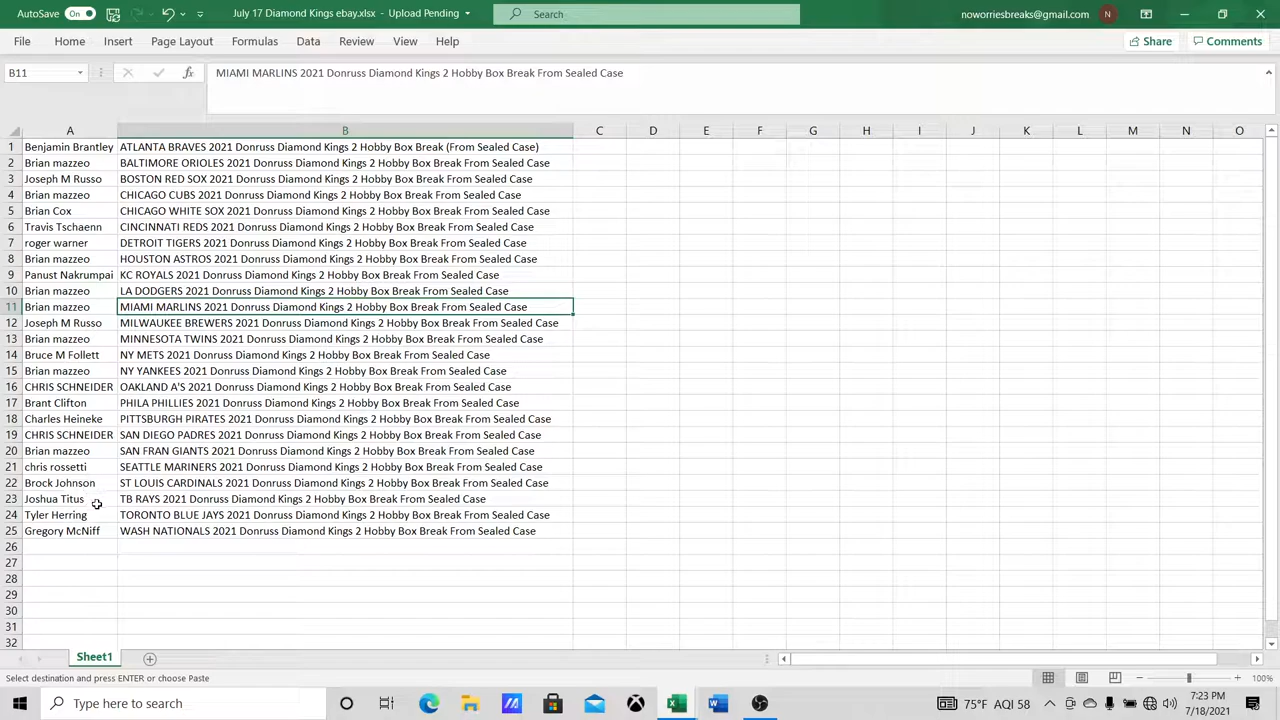 AutoSave On July 17 Diamond Kings ebay.xlsx - Upload Pending Search noworriesbreaks@gmail.com N
File Home Insert Page Layout Formulas Data Review View Help Share Comments
B11 fx MIAMI MARLINS 2021 Donruss Diamond Kings 2 Hobby Box Break From Sealed Case
A B C D E F G H I J K L M N O
1 Benjamin Brantley ATLANTA BRAVES 2021 Donruss Diamond Kings 2 Hobby Box Break (From Sealed Case)
2 Brian mazzeo BALTIMORE ORIOLES 2021 Donruss Diamond Kings 2 Hobby Box Break From Sealed Case
3 Joseph M Russo BOSTON RED SOX 2021 Donruss Diamond Kings 2 Hobby Box Break From Sealed Case
4 Brian mazzeo CHICAGO CUBS 2021 Donruss Diamond Kings 2 Hobby Box Break From Sealed Case
5 Brian Cox CHICAGO WHITE SOX 2021 Donruss Diamond Kings 2 Hobby Box Break From Sealed Case
6 Travis Tschaenn CINCINNATI REDS 2021 Donruss Diamond Kings 2 Hobby Box Break From Sealed Case
7 roger warner DETROIT TIGERS 2021 Donruss Diamond Kings 2 Hobby Box Break From Sealed Case
8 Brian mazzeo HOUSTON ASTROS 2021 Donruss Diamond Kings 2 Hobby Box Break From Sealed Case
9 Panust Nakrumpai KC ROYALS 2021 Donruss Diamond Kings 2 Hobby Box Break From Sealed Case
10 Brian mazzeo LA DODGERS 2021 Donruss Diamond Kings 2 Hobby Box Break From Sealed Case
11 Brian mazzeo MIAMI MARLINS 2021 Donruss Diamond Kings 2 Hobby Box Break From Sealed Case
12 Joseph M Russo MILWAUKEE BREWERS 2021 Donruss Diamond Kings 2 Hobby Box Break From Sealed Case
13 Brian mazzeo MINNESOTA TWINS 2021 Donruss Diamond Kings 2 Hobby Box Break From Sealed Case
14 Bruce M Follett NY METS 2021 Donruss Diamond Kings 2 Hobby Box Break From Sealed Case
15 Brian mazzeo NY YANKEES 2021 Donruss Diamond Kings 2 Hobby Box Break From Sealed Case
16 CHRIS SCHNEIDER OAKLAND A'S 2021 Donruss Diamond Kings 2 Hobby Box Break From Sealed Case
17 Brant Clifton PHILA PHILLIES 2021 Donruss Diamond Kings 2 Hobby Box Break From Sealed Case
18 Charles Heineke PITTSBURGH PIRATES 2021 Donruss Diamond Kings 2 Hobby Box Break From Sealed Case
19 CHRIS SCHNEIDER SAN DIEGO PADRES 2021 Donruss Diamond Kings 2 Hobby Box Break From Sealed Case
20 Brian mazzeo SAN FRAN GIANTS 2021 Donruss Diamond Kings 2 Hobby Box Break From Sealed Case
21 chris rossetti SEATTLE MARINERS 2021 Donruss Diamond Kings 2 Hobby Box Break From Sealed Case
22 Brock Johnson ST LOUIS CARDINALS 2021 Donruss Diamond Kings 2 Hobby Box Break From Sealed Case
23 Joshua Titus TB RAYS 2021 Donruss Diamond Kings 2 Hobby Box Break From Sealed Case
24 Tyler Herring TORONTO BLUE JAYS 2021 Donruss Diamond Kings 2 Hobby Box Break From Sealed Case
25 Gregory McNiff WASH NATIONALS 2021 Donruss Diamond Kings 2 Hobby Box Break From Sealed Case
26
27
28
29
30
31
32
Sheet1
Select destination and press ENTER or choose Paste 100%
Type here to search 75°F AQI 58 7:23 PM
7/18/2021